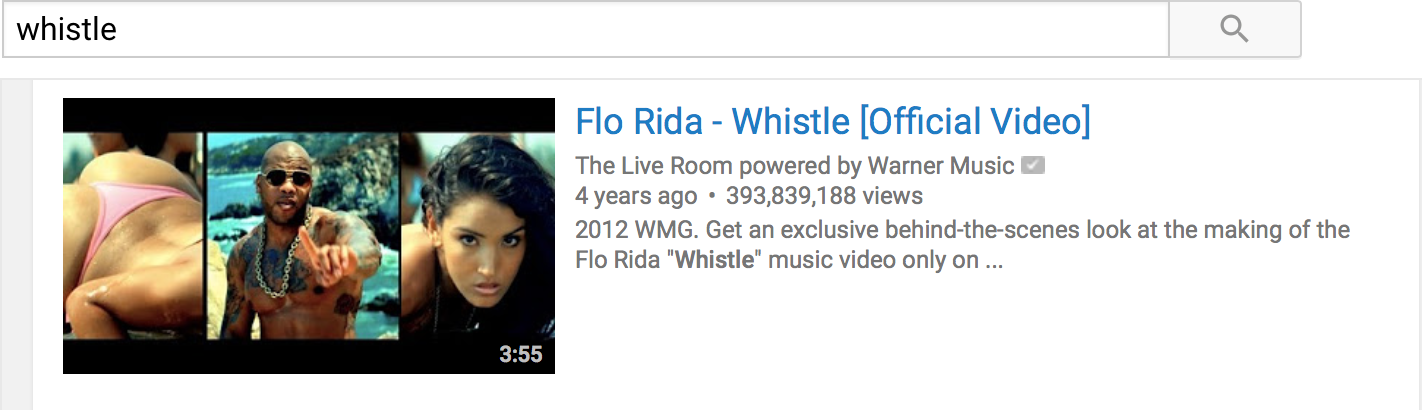 whistle
Flo Rida - Whistle [Official Video]
The Live Room powered by Warner Music
4 years ago • 393,839,188 views
2012 WMG. Get an exclusive behind-the-scenes look at the making of the
Flo Rida "Whistle" music video only on ...
3:55